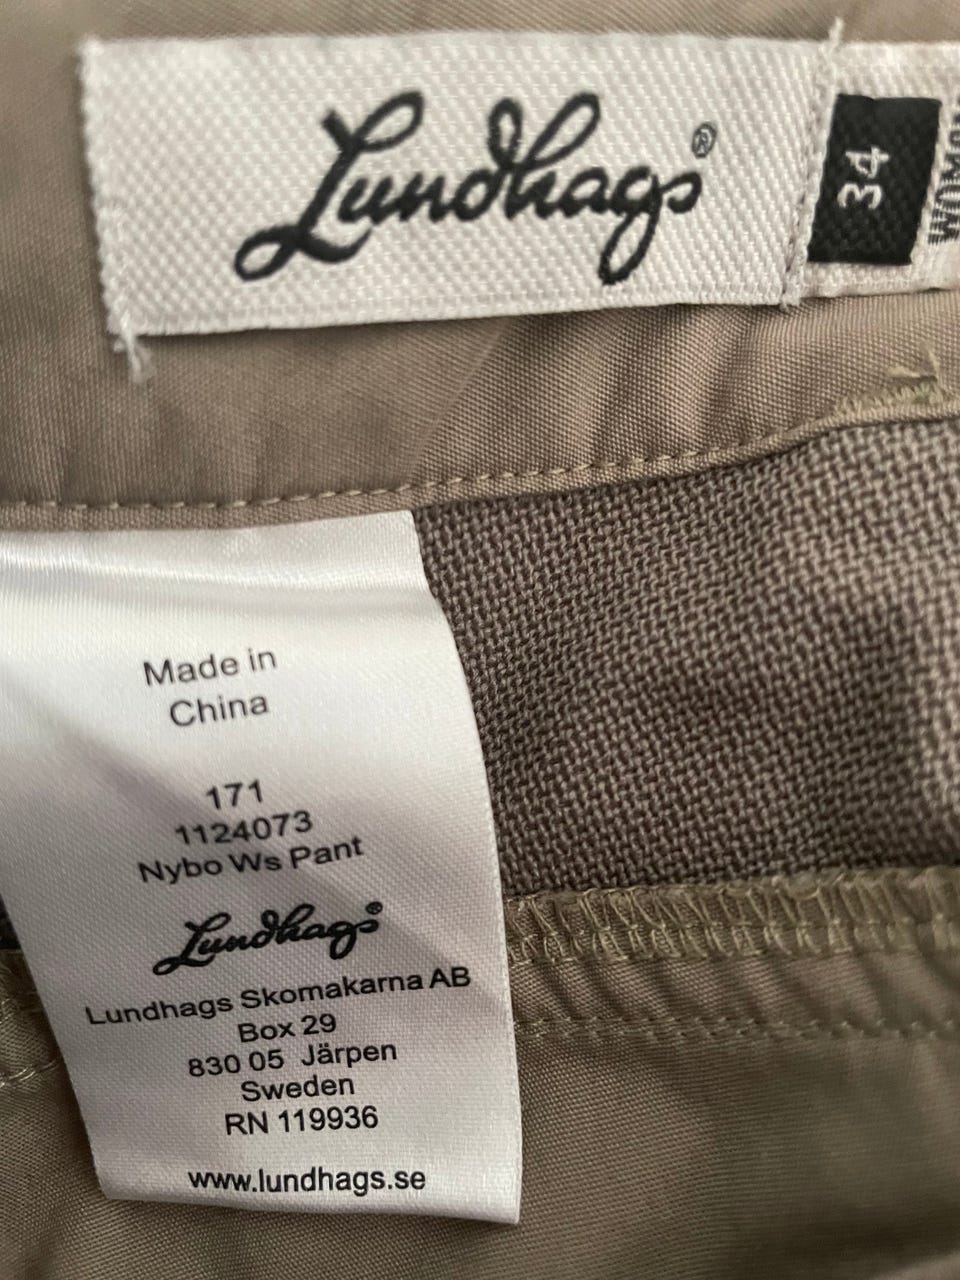 Lundhags®
34
Made in
China
171
1124073
Nybo Ws Pant
Lundhags®
Lundhags Skomakarna AB
Box 29
830 05 Järpen
Sweden
RN 119936
www.lundhags.se